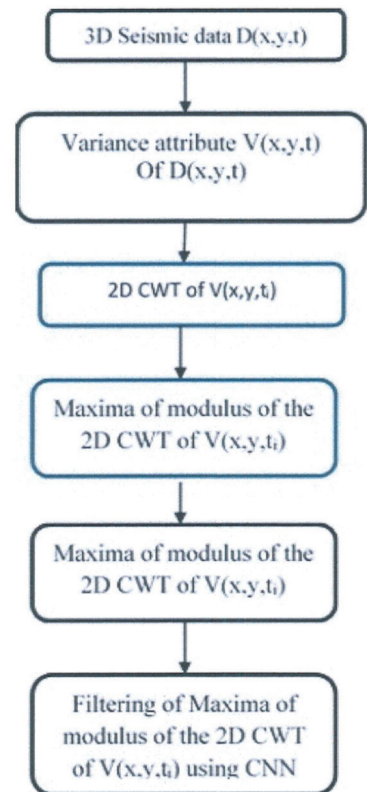 3D Seismic data D(x,y,t)
Variance attribute V(x,y,t)
Of D(x,y,t)
2D CWT of V(x,y,tᵢ)
Maxima of modulus of the
2D CWT of V(x,y,tᵢ)
Maxima of modulus of the
2D CWT of V(x,y,tᵢ)
Filtering of Maxima of
modulus of the 2D CWT
of V(x,y,tᵢ) using CNN